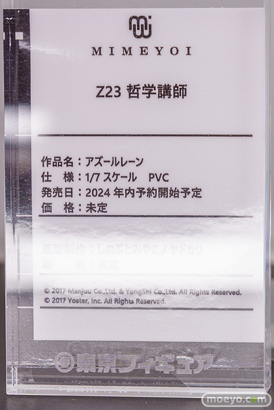 MIMEYOI
Z23 哲学講師
作品名：アズールレーン
仕　様：1/7 スケール　PVC
発売日：2024 年内予約開始予定
価　格：未定
© 2017 Manjuu Co.,Ltd. & YongShi Co.,Ltd. All Rights Reserved.
© 2017 Yostar, Inc. All Rights Reserved.
東京フィギュア
moeyo.com